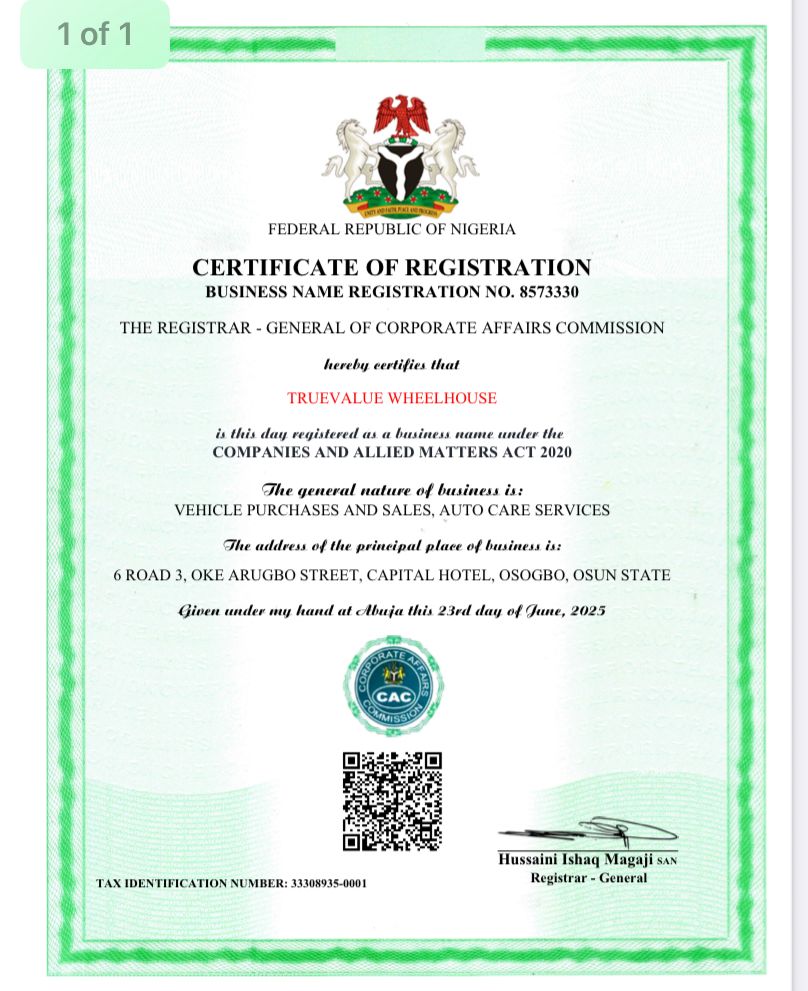 1 of 1
UNITY AND FAITH, PEACE AND PROGRESS
FEDERAL REPUBLIC OF NIGERIA
CERTIFICATE OF REGISTRATION
BUSINESS NAME REGISTRATION NO. 8573330
THE REGISTRAR - GENERAL OF CORPORATE AFFAIRS COMMISSION
hereby certifies that
TRUEVALUE WHEELHOUSE
is this day registered as a business name under the
COMPANIES AND ALLIED MATTERS ACT 2020
The general nature of business is:
VEHICLE PURCHASES AND SALES, AUTO CARE SERVICES
The address of the principal place of business is:
6 ROAD 3, OKE ARUGBO STREET, CAPITAL HOTEL, OSOGBO, OSUN STATE
Given under my hand at Abuja this 23rd day of June, 2025
CORPORATE AFFAIRS
CAC
COMMISSION
Hussaini Ishaq Magaji SAN
Registrar - General
TAX IDENTIFICATION NUMBER: 33308935-0001